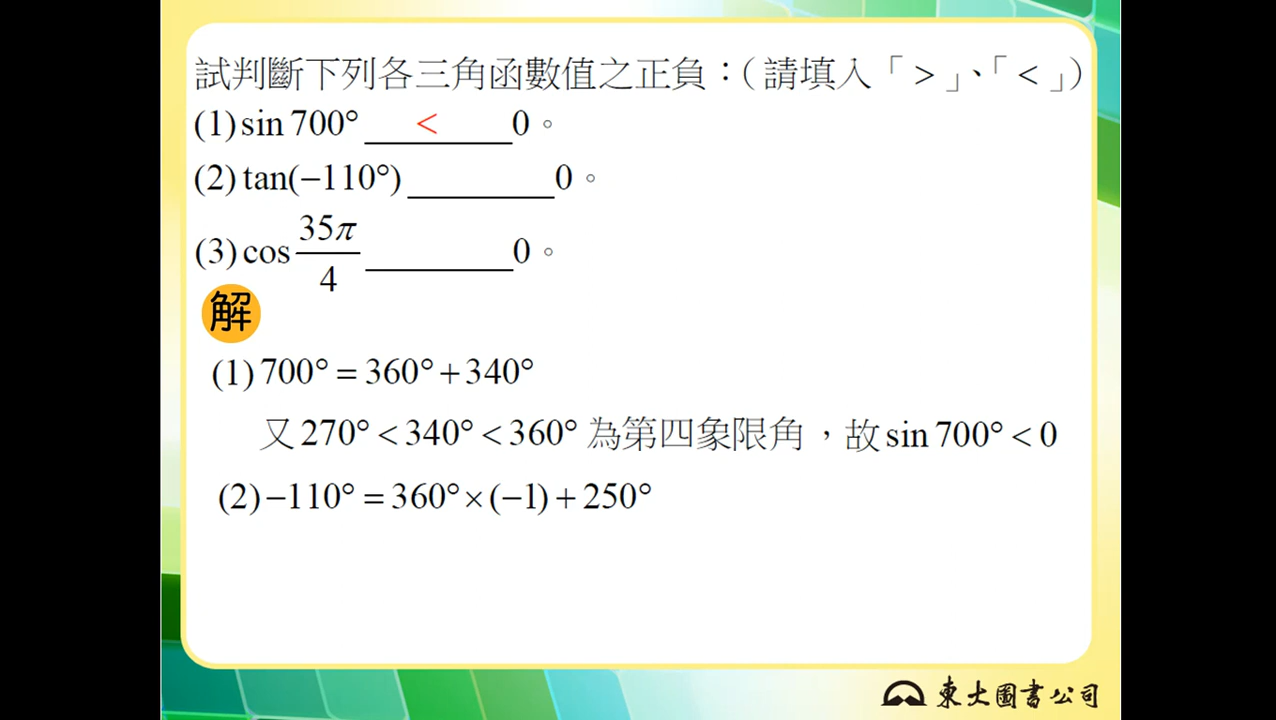 試判斷下列各三角函數值之正負：(請填入「>」、「<」)
(1) sin 700° < 0。
(2) tan(−110°) ________ 0。
(3) cos 35π/4 ________ 0。
解
(1) 700° = 360° + 340°
又 270° < 340° < 360° 為第四象限角，故 sin 700° < 0
(2) −110° = 360° × (−1) + 250°
東大圖書公司